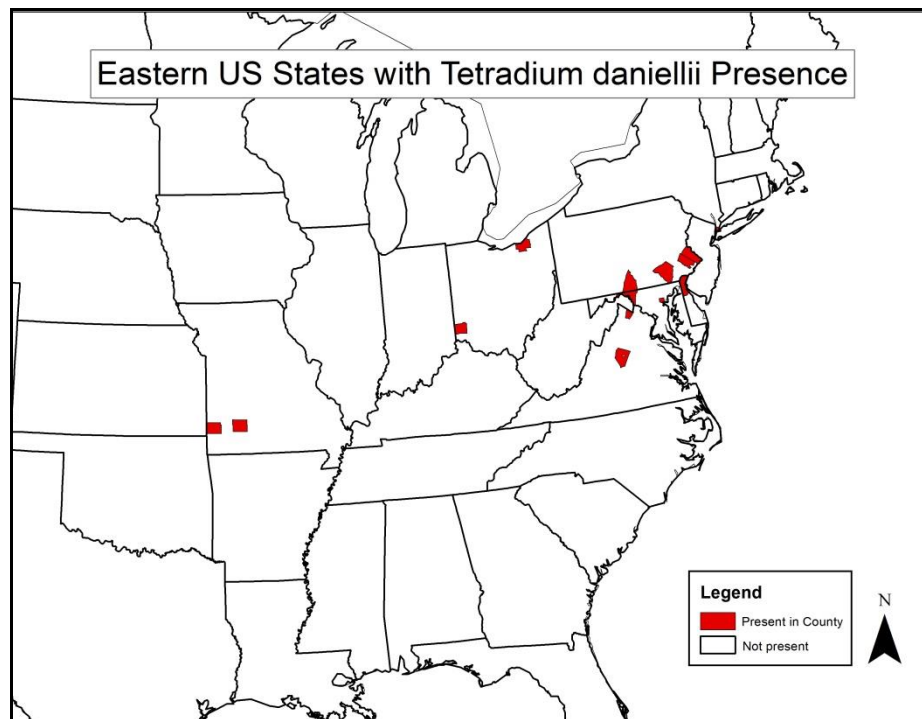 Eastern US States with Tetradium daniellii Presence
Legend
Present in County
Not present
N